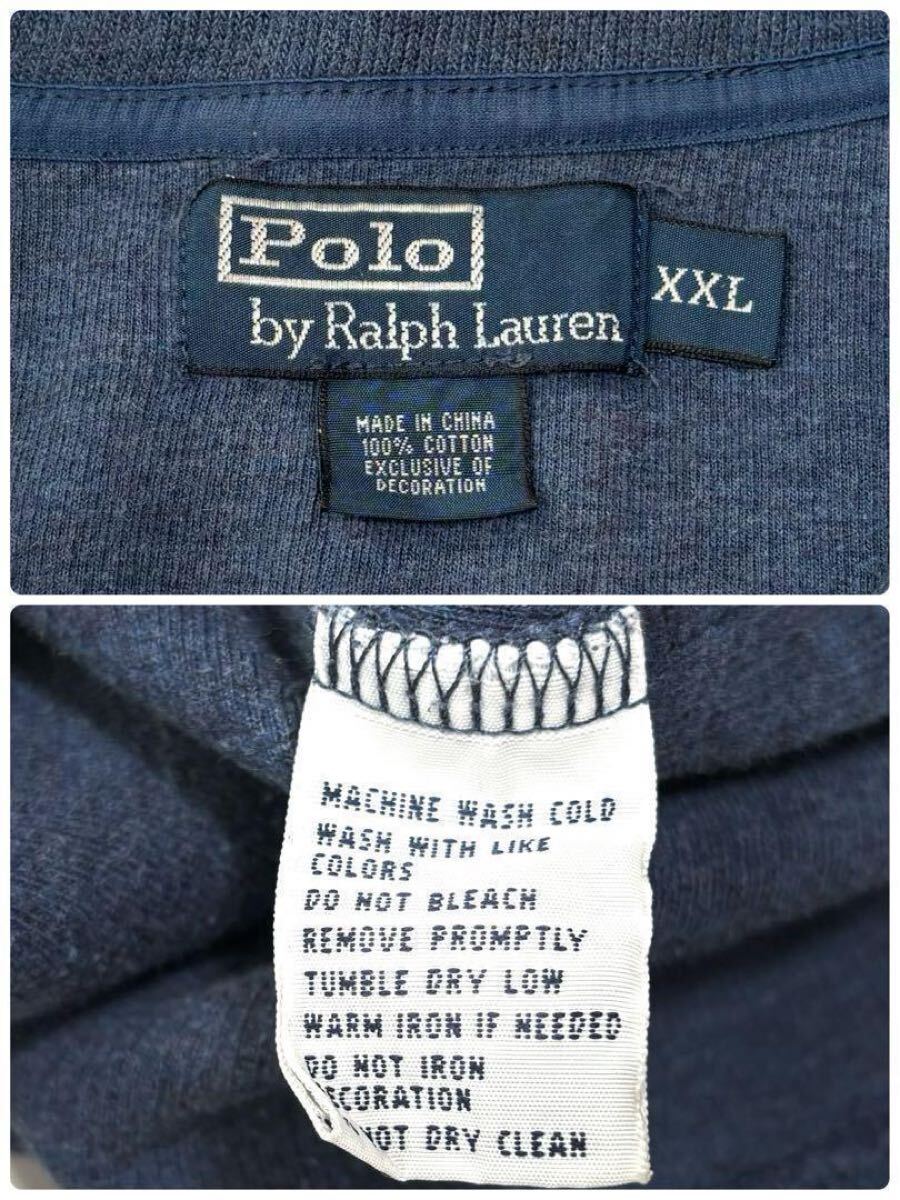 Polo
by Ralph Lauren
XXL
MADE IN CHINA
100% COTTON
EXCLUSIVE OF
DECORATION
MACHINE WASH COLD
WASH WITH LIKE
COLORS
DO NOT BLEACH
REMOVE PROMPTLY
TUMBLE DRY LOW
WARM IRON IF NEEDED
DO NOT IRON
ECORATION
NOT DRY CLEAN